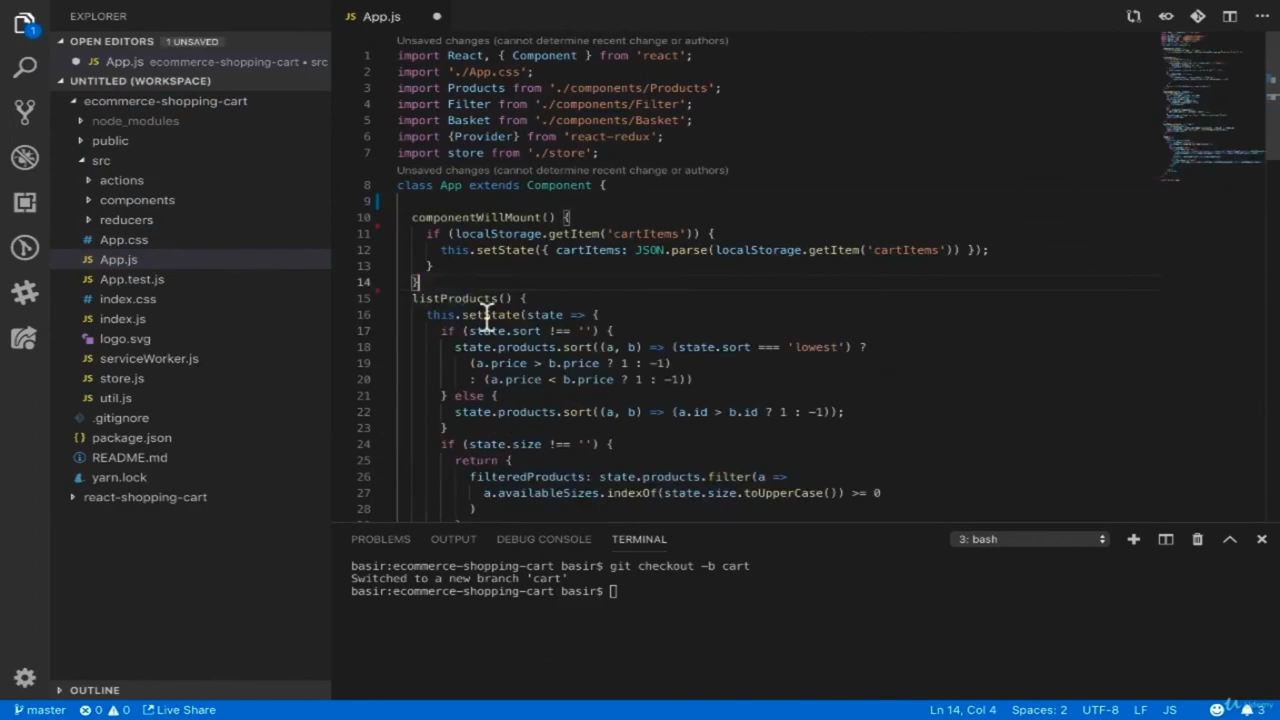 EXPLORER
OPEN EDITORS 1 UNSAVED
App.js ecommerce-shopping-cart • src
UNTITLED (WORKSPACE)
ecommerce-shopping-cart
node_modules
public
src
actions
components
reducers
App.css
JS App.js
JS App.test.js
index.css
JS index.js
logo.svg
JS serviceWorker.js
JS store.js
JS util.js
.gitignore
{} package.json
README.md
yarn.lock
react-shopping-cart
OUTLINE
JS App.js
Unsaved changes (cannot determine recent change or authors)
1 import React, { Component } from 'react';
2 import './App.css';
3 import Products from './components/Products';
4 import Filter from './components/Filter';
5 import Basket from './components/Basket';
6 import {Provider} from 'react-redux';
7 import store from './store';
Unsaved changes (cannot determine recent change or authors)
8 class App extends Component {
9
10 componentWillMount() {
11 if (localStorage.getItem('cartItems')) {
12 this.setState({ cartItems: JSON.parse(localStorage.getItem('cartItems')) });
13 }
14 }
15 listProducts() {
16 this.setState(state => {
17 if (state.sort !== '') {
18 state.products.sort((a, b) => (state.sort === 'lowest') ?
19 (a.price > b.price ? 1 : -1)
20 : (a.price < b.price ? 1 : -1))
21 } else {
22 state.products.sort((a, b) => (a.id > b.id ? 1 : -1));
23 }
24 if (state.size !== '') {
25 return {
26 filteredProducts: state.products.filter(a =>
27 a.availableSizes.indexOf(state.size.toUpperCase()) >= 0
28 )
PROBLEMS OUTPUT DEBUG CONSOLE TERMINAL 3: bash
basir:ecommerce-shopping-cart basir$ git checkout -b cart
Switched to a new branch 'cart'
basir:ecommerce-shopping-cart basir$
master 0 0 Live Share Ln 14, Col 4 Spaces: 2 UTF-8 LF JS 3